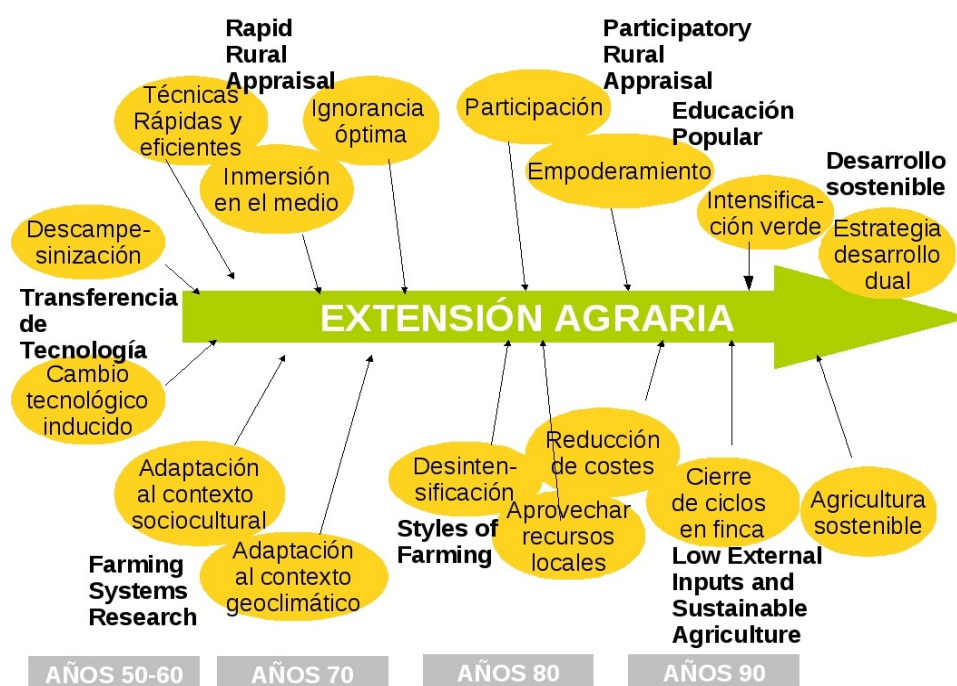 Rapid
Rural
Appraisal
Participatory
Rural
Appraisal
Técnicas
Rápidas y
eficientes
Ignorancia
óptima
Participación
Educación
Popular
Inmersión
en el medio
Empoderamiento
Desarrollo
sostenible
Intensifica-
ción verde
Descampe-
sinización
Estrategia
desarrollo
dual
Transferencia
de
Tecnología
EXTENSIÓN AGRARIA
Cambio
tecnológico
inducido
Adaptación
al contexto
sociocultural
Desinten-
sificación
Reducción
de costes
Cierre
de ciclos
en finca
Agricultura
sostenible
Aprovechar
recursos
locales
Styles of
Farming
Adaptación
al contexto
geoclimático
Farming
Systems
Research
Low External
Inputs and
Sustainable
Agriculture
AÑOS 50-60
AÑOS 70
AÑOS 80
AÑOS 90